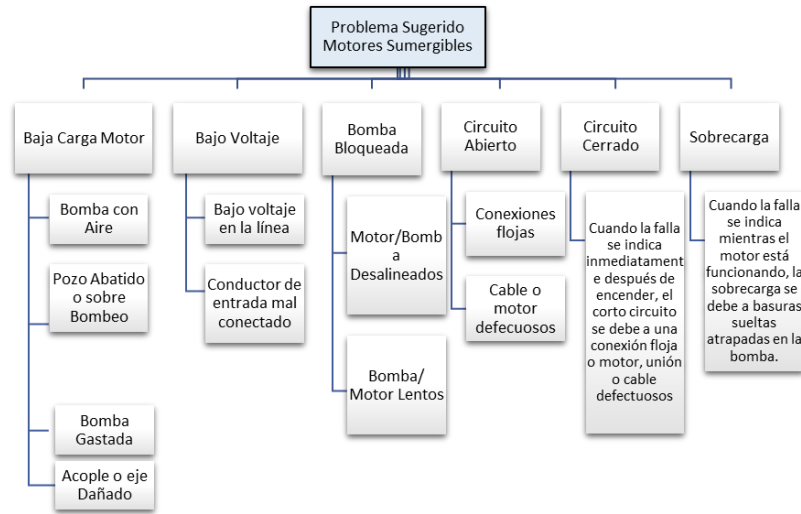 Problema Sugerido
Motores Sumergibles
Baja Carga Motor
Bomba con
Aire
Pozo Abatido
o sobre
Bombeo
Bomba
Gastada
Acople o eje
Dañado
Bajo Voltaje
Bajo voltaje
en la línea
Conductor de
entrada mal
conectado
Bomba
Bloqueada
Motor/Bomb
a
Desalineados
Bomba/
Motor Lentos
Circuito
Abierto
Conexiones
flojas
Cable o
motor
defecuosos
Circuito
Cerrado
Cuando la falla
se indica
inmediatament
e después de
encender, el
corto circuito
se debe a una
conexión floja
o motor, unión
o cable
defectuosos
Sobrecarga
Cuando la falla
se indica
mientras el
motor está
funcionando, la
sobrecarga se
debe a basuras
sueltas
atrapadas en la
bomba.